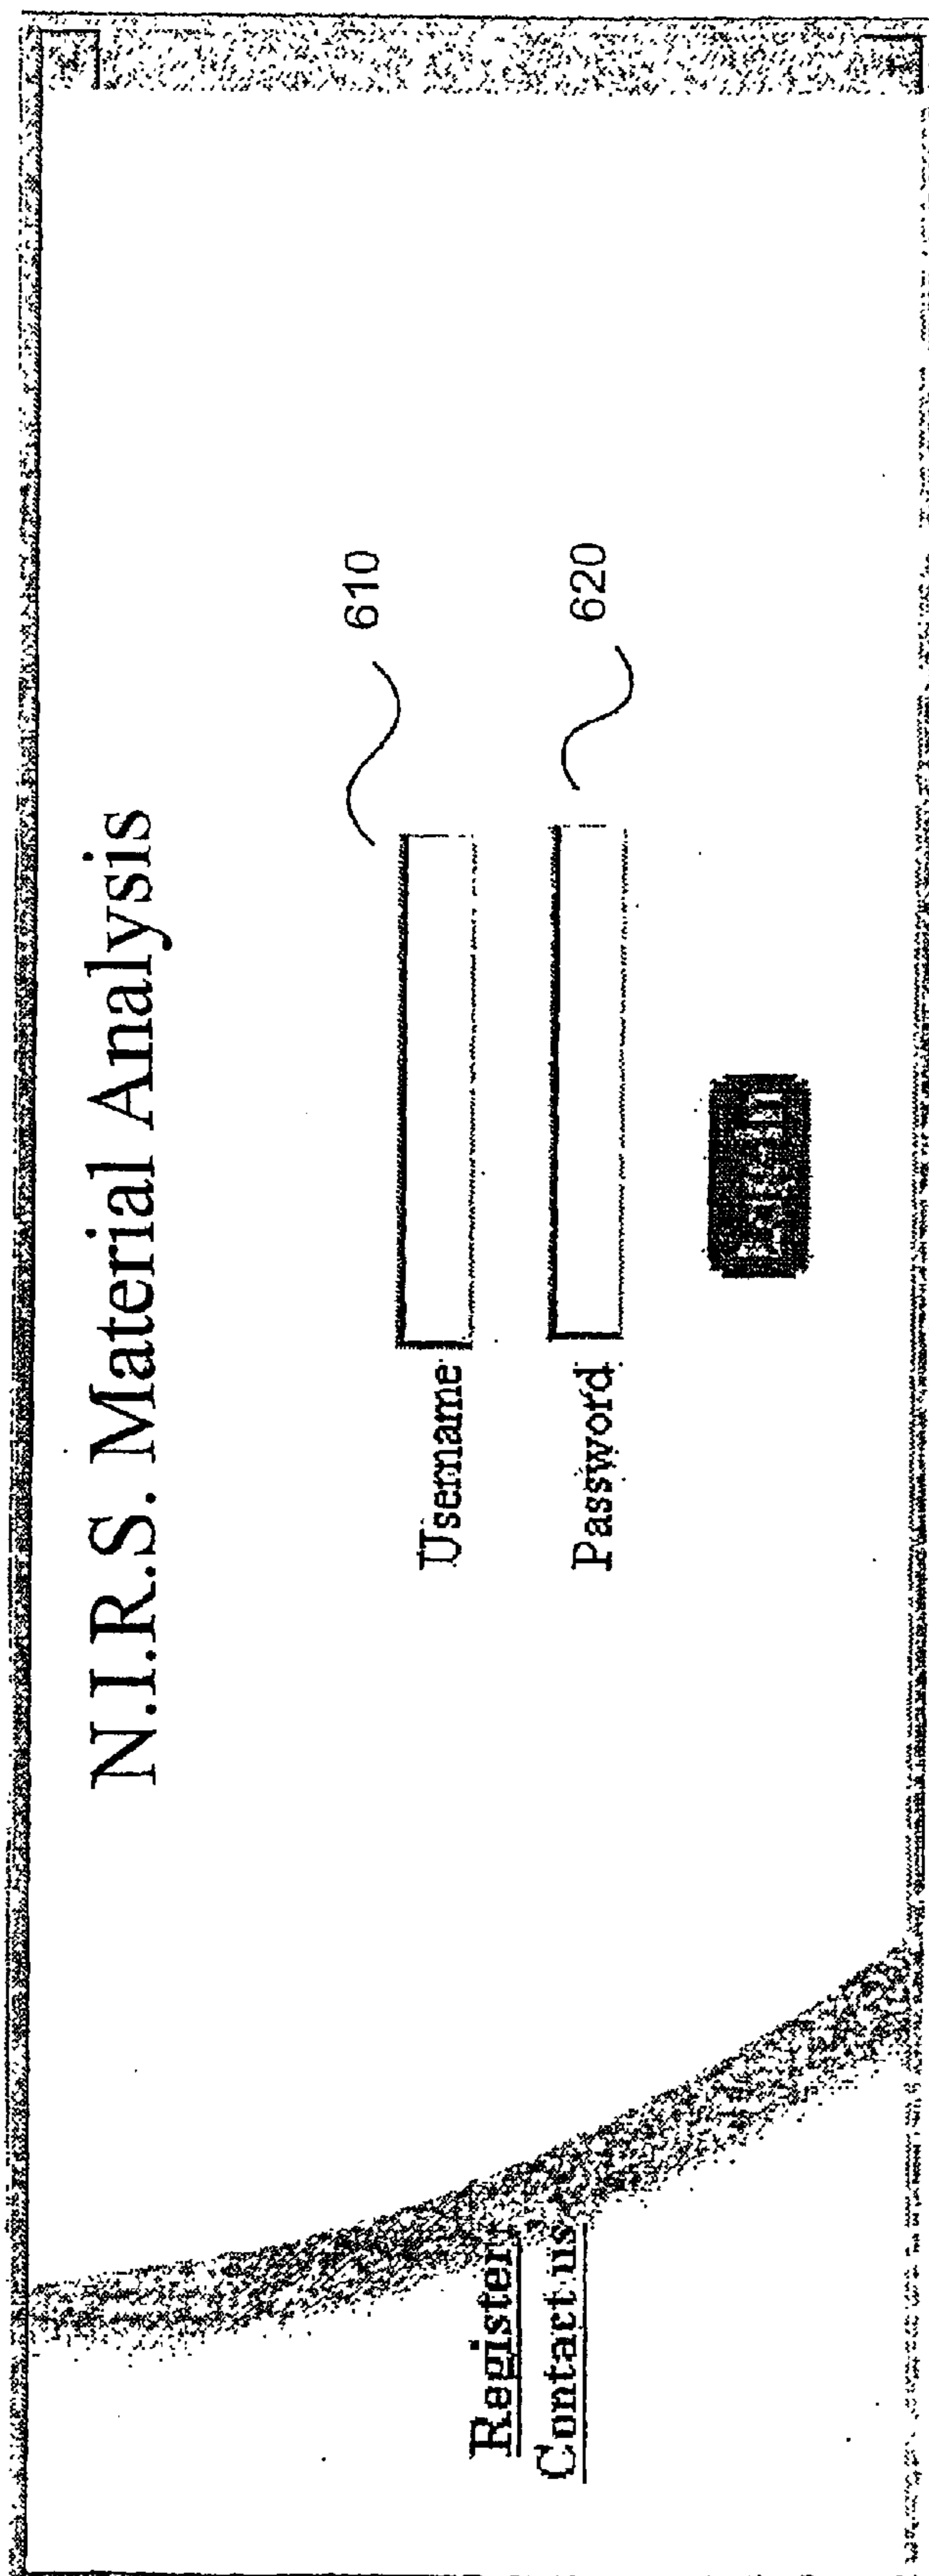 N.I.R.S. Material Analysis
610
Username
620
Password
Register
Contact us